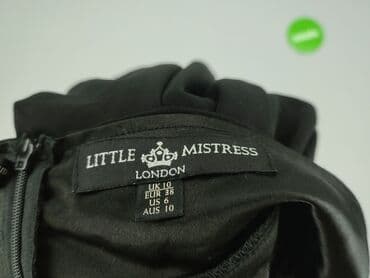 LITTLE MISTRESS
LONDON
UK 10
EUR 38
US 6
AUS 10